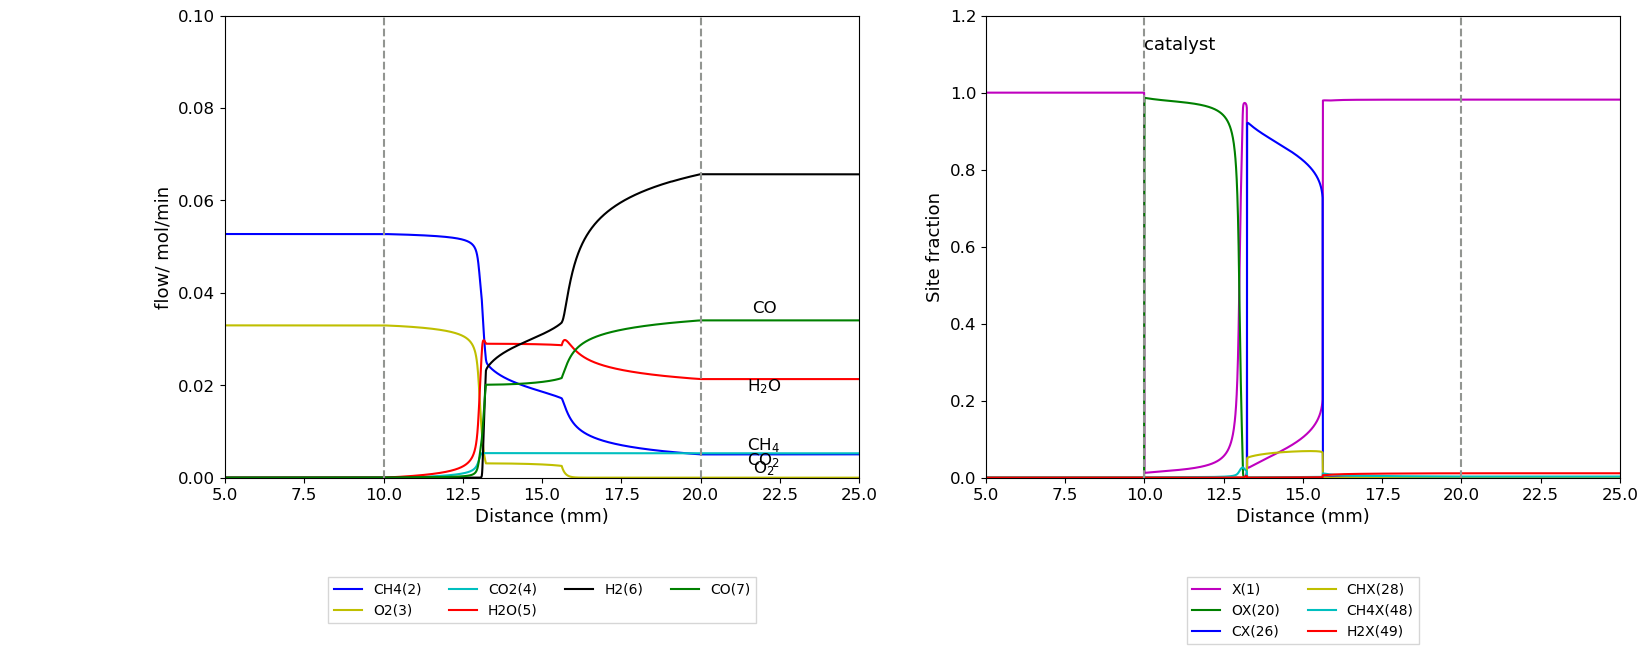 0.10
0.08
0.06
0.04
0.02
0.00
flow/ mol/min
CO
H₂O
CH₄
CO₂
O₂
5.0 7.5 10.0 12.5 15.0 17.5 20.0 22.5 25.0
Distance (mm)
CH4(2) CO2(4) H2(6) CO(7)
O2(3) H2O(5)
1.2
1.0
0.8
0.6
0.4
0.2
0.0
Site fraction
catalyst
5.0 7.5 10.0 12.5 15.0 17.5 20.0 22.5 25.0
Distance (mm)
X(1) CHX(28)
OX(20) CH4X(48)
CX(26) H2X(49)